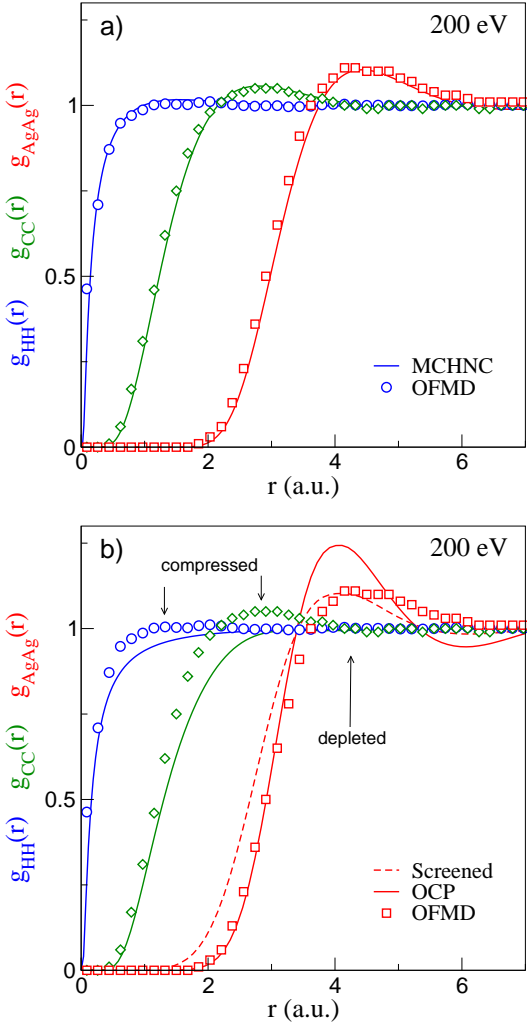 a)
200 eV
g_HH(r) g_CC(r) g_AgAg(r)
1
0.5
0
MCHNC
OFMD
0 2 4 6
r (a.u.)
b)
200 eV
compressed
g_HH(r) g_CC(r) g_AgAg(r)
1
depleted
0.5
0
Screened
OCP
OFMD
0 2 4 6
r (a.u.)